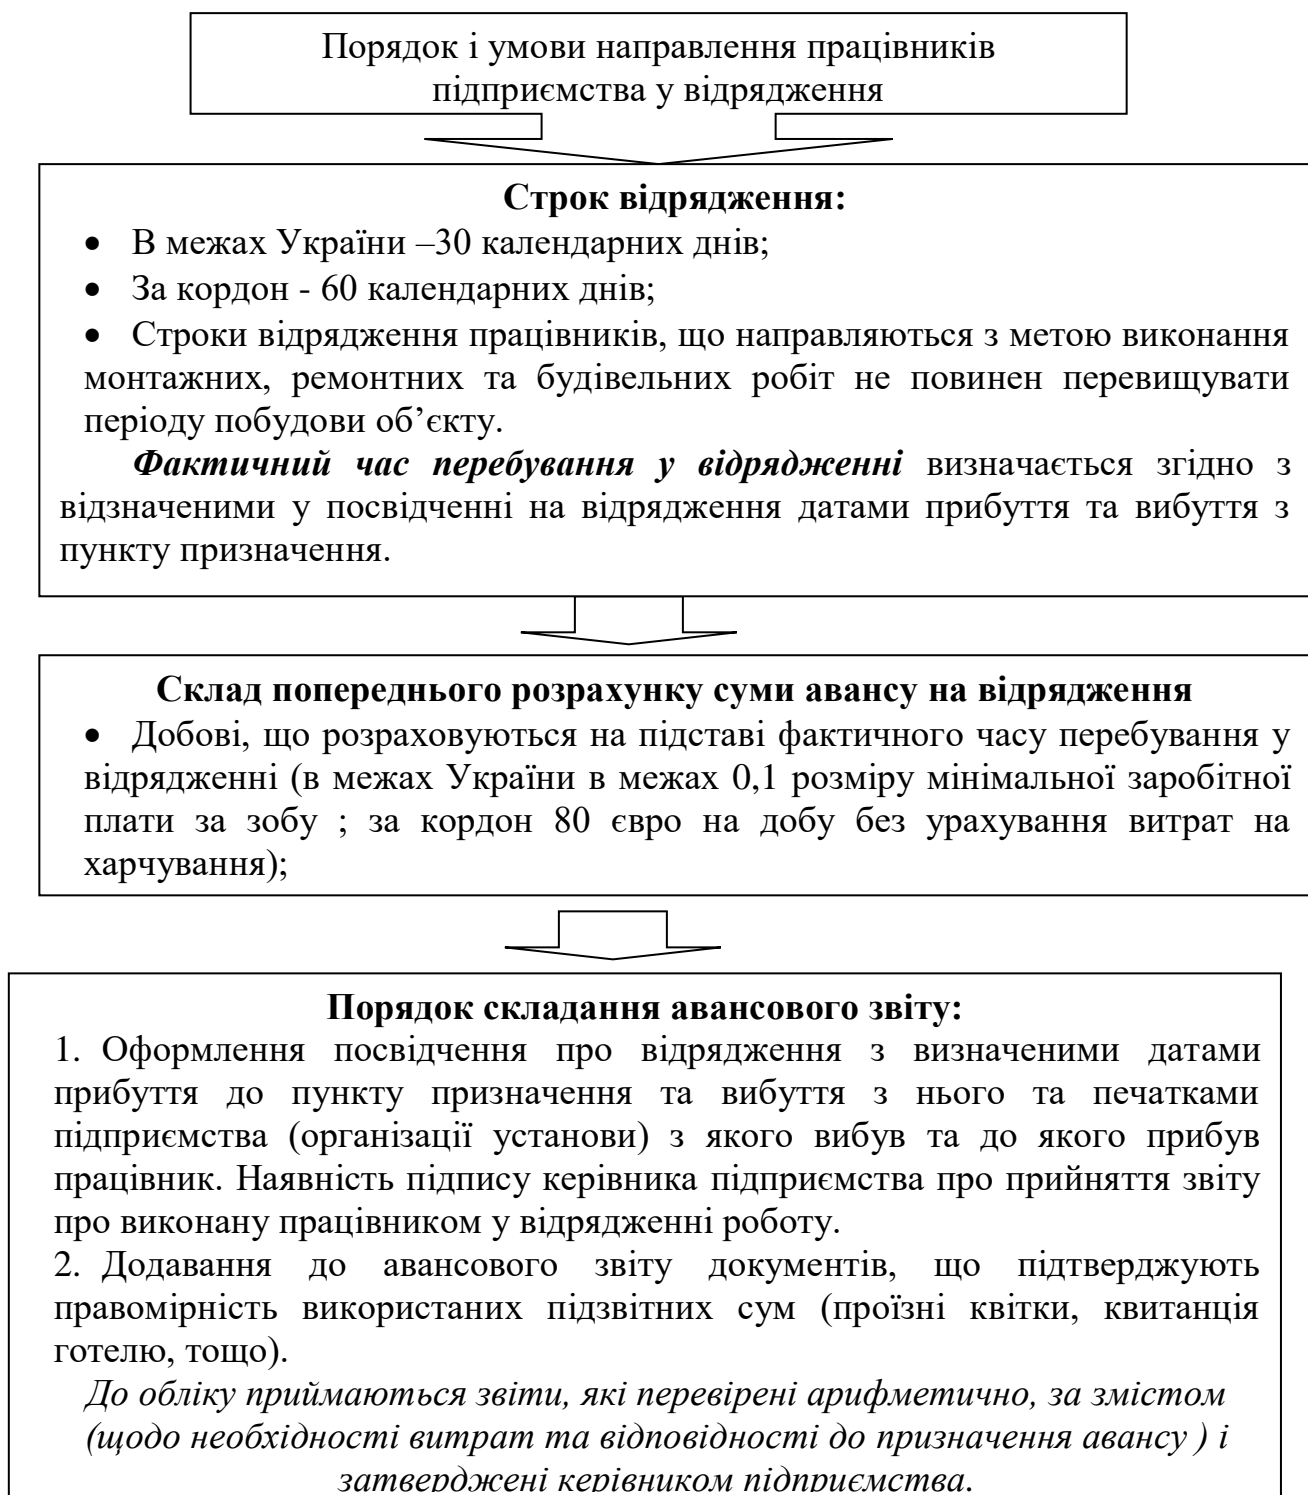 Порядок і умови направлення працівників
підприємства у відрядження
Строк відрядження:
• В межах України –30 календарних днів;
• За кордон - 60 календарних днів;
• Строки відрядження працівників, що направляються з метою виконання
монтажних, ремонтних та будівельних робіт не повинен перевищувати
періоду побудови об’єкту.
Фактичний час перебування у відрядженні визначається згідно з
відзначеними у посвідченні на відрядження датами прибуття та вибуття з
пункту призначення.
Склад попереднього розрахунку суми авансу на відрядження
• Добові, що розраховуються на підставі фактичного часу перебування у
відрядженні (в межах України в межах 0,1 розміру мінімальної заробітної
плати за зобу ; за кордон 80 євро на добу без урахування витрат на
харчування);
Порядок складання авансового звіту:
1. Оформлення посвідчення про відрядження з визначеними датами
прибуття до пункту призначення та вибуття з нього та печатками
підприємства (організації установи) з якого вибув та до якого прибув
працівник. Наявність підпису керівника підприємства про прийняття звіту
про виконану працівником у відрядженні роботу.
2. Додавання до авансового звіту документів, що підтверджують
правомірність використаних підзвітних сум (проїзні квітки, квитанція
готелю, тощо).
До обліку приймаються звіти, які перевірені арифметично, за змістом
(щодо необхідності витрат та відповідності до призначення авансу ) і
затверджені керівником підприємства.